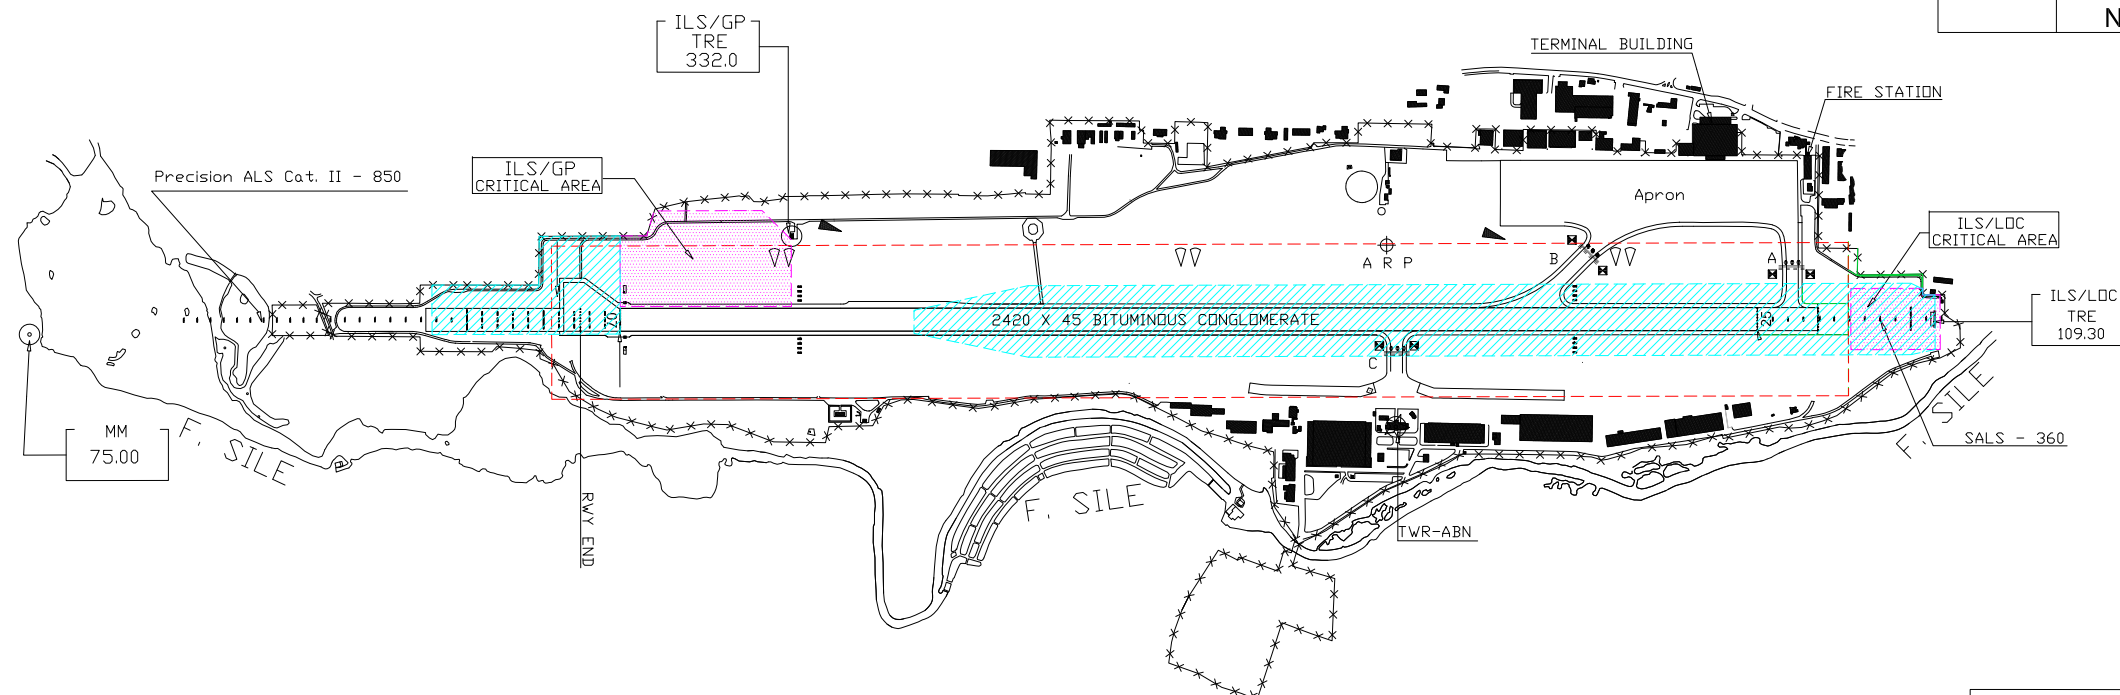 N
ILS/GP
TRE
332.0
TERMINAL BUILDING
FIRE STATION
Precision ALS Cat. II - 850
ILS/GP
CRITICAL AREA
Apron
ILS/LOC
CRITICAL AREA
A R P
B
A
ILS/LOC
TRE
109.30
07
2420 X 45 BITUMINOUS CONGLOMERATE
25
C
MM
75.00
F. SILE
F. SILE
SALS - 360
RWY END
F. SILE
TWR-ABN